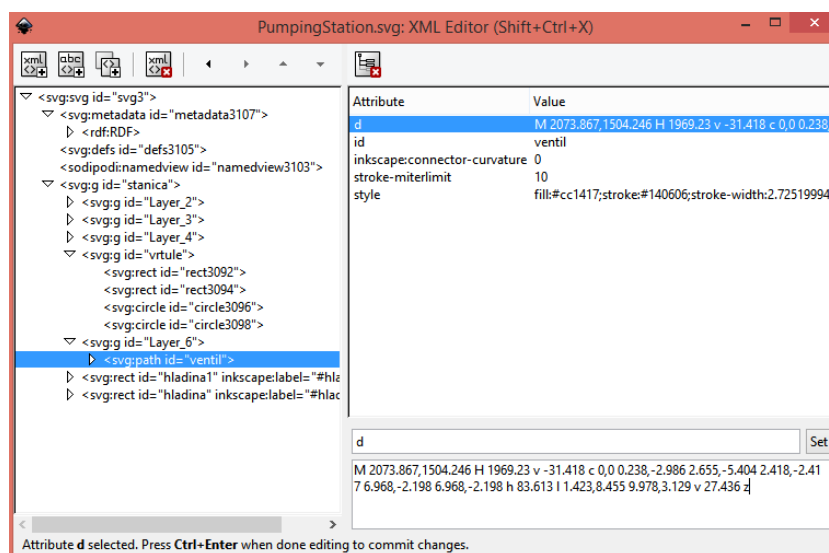 PumpingStation.svg: XML Editor (Shift+Ctrl+X)
<svg:svg id="svg3">
<svg:metadata id="metadata3107">
<rdf:RDF>
<svg:defs id="defs3105">
<sodipodi:namedview id="namedview3103">
<svg:g id="stanica">
<svg:g id="Layer_2">
<svg:g id="Layer_3">
<svg:g id="Layer_4">
<svg:g id="vrtule">
<svg:rect id="rect3092">
<svg:rect id="rect3094">
<svg:circle id="circle3096">
<svg:circle id="circle3098">
<svg:g id="Layer_6">
<svg:path id="ventil">
<svg:rect id="hladina1" inkscape:label="#hla
<svg:rect id="hladina" inkscape:label="#hlad
Attribute Value
d M 2073.867,1504.246 H 1969.23 v -31.418 c 0,0 0.238
id ventil
inkscape:connector-curvature 0
stroke-miterlimit 10
style fill:#cc1417;stroke:#140606;stroke-width:2.72519994
d
Set
M 2073.867,1504.246 H 1969.23 v -31.418 c 0,0 0.238,-2.986 2.655,-5.404 2.418,-2.41
7 6.968,-2.198 6.968,-2.198 h 83.613 l 1.423,8.455 9.978,3.129 v 27.436 z
Attribute d selected. Press Ctrl+Enter when done editing to commit changes.